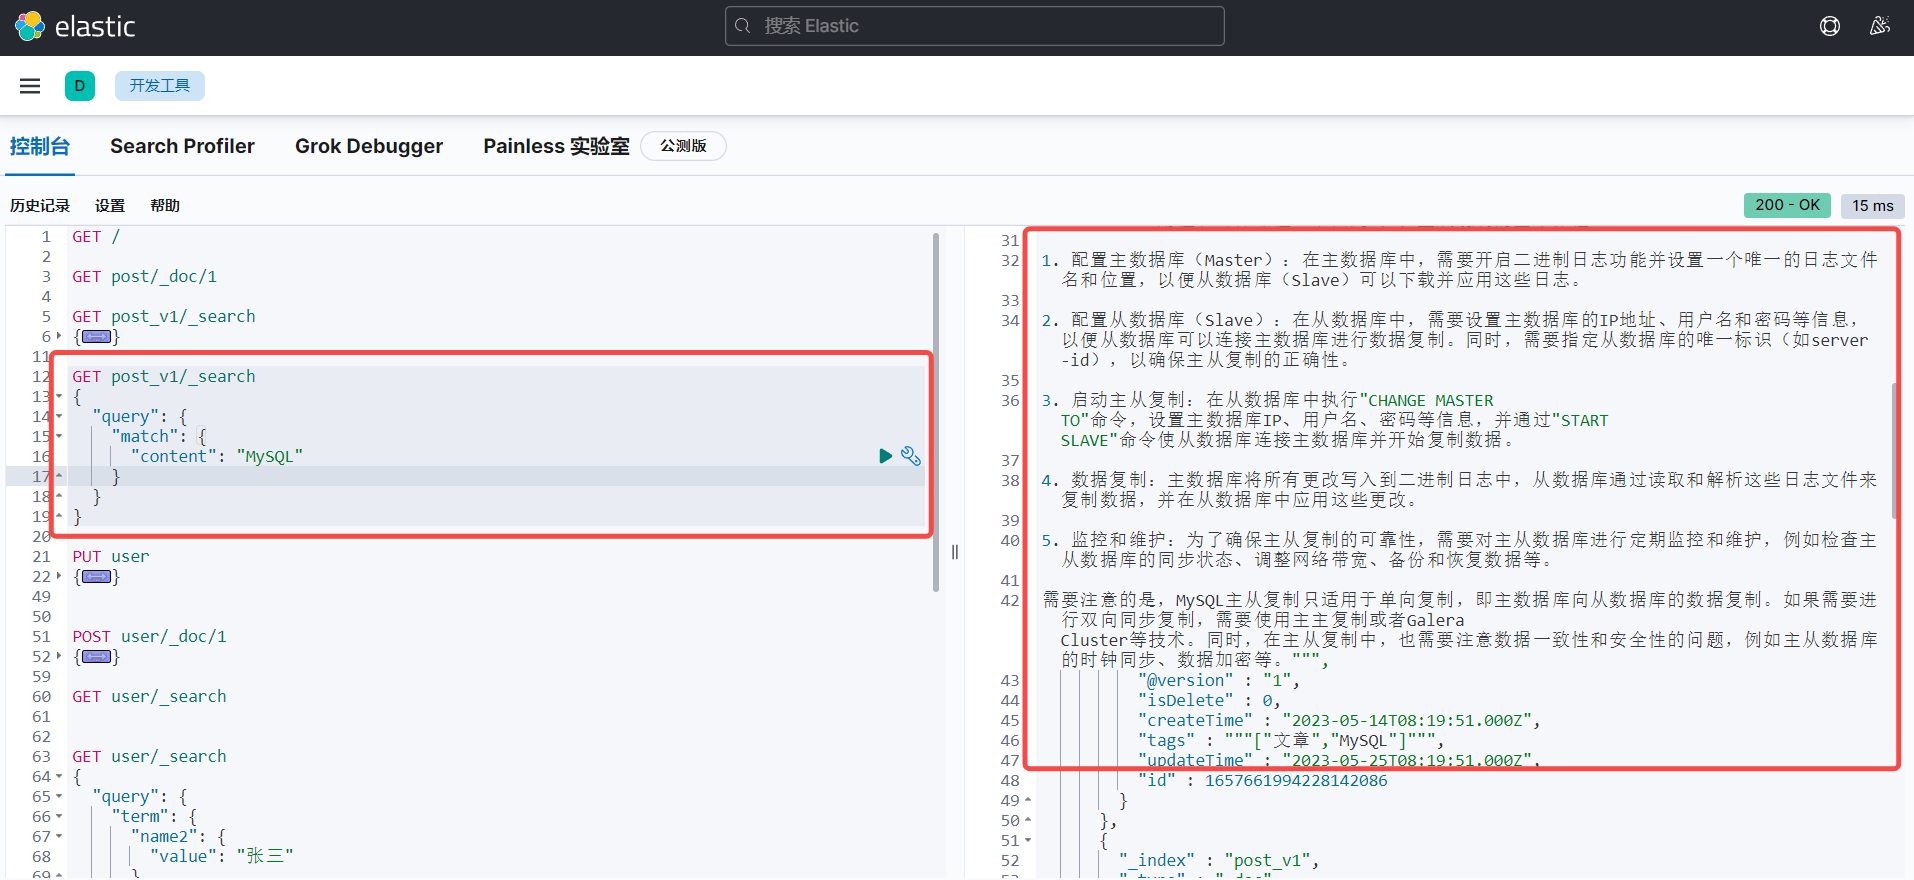 elastic
搜索 Elastic
D
开发工具
控制台
Search Profiler
Grok Debugger
Painless 实验室
公测版
历史记录
设置
帮助
200 - OK
15 ms
1 GET /
2
3 GET post/_doc/1
4
5 GET post_v1/_search
6 {}
11
12 GET post_v1/_search
13 {
14 "query": {
15 "match": {
16 "content": "MySQL"
17 }
18 }
19 }
20
21 PUT user
22 {}
49
50
51 POST user/_doc/1
52 {}
59
60 GET user/_search
61
62
63 GET user/_search
64 {
65 "query": {
66 "term": {
67 "name2": {
68 "value": "张三"
69 }
31
32 1. 配置主数据库（Master）：在主数据库中，需要开启二进制日志功能并设置一个唯一的日志文件
名和位置，以便从数据库（Slave）可以下载并应用这些日志。
33
34 2. 配置从数据库（Slave）：在从数据库中，需要设置主数据库的IP地址、用户名和密码等信息，
以便从数据库可以连接主数据库进行数据复制。同时，需要指定从数据库的唯一标识（如server
-id），以确保主从复制的正确性。
35
36 3. 启动主从复制：在从数据库中执行"CHANGE MASTER
TO"命令，设置主数据库IP、用户名、密码等信息，并通过"START
SLAVE"命令使从数据库连接主数据库并开始复制数据。
37
38 4. 数据复制：主数据库将所有更改写入到二进制日志中，从数据库通过读取和解析这些日志文件来
复制数据，并在从数据库中应用这些更改。
39
40 5. 监控和维护：为了确保主从复制的可靠性，需要对主从数据库进行定期监控和维护，例如检查主
从数据库的同步状态、调整网络带宽、备份和恢复数据等。
41
42 需要注意的是，MySQL主从复制只适用于单向复制，即主数据库向从数据库的数据复制。如果需要进
行双向同步复制，需要使用主主复制或者Galera
Cluster等技术。同时，在主从复制中，也需要注意数据一致性和安全性的问题，例如主从数据库
的时钟同步、数据加密等。""",
43 "@version" : "1",
44 "isDelete" : 0,
45 "createTime" : "2023-05-14T08:19:51.000Z",
46 "tags" : """["文章","MySQL"]""",
47 "updateTime" : "2023-05-25T08:19:51.000Z",
48 "id" : 1657661994228142086
49 }
50 },
51 {
52 "_index" : "post_v1",